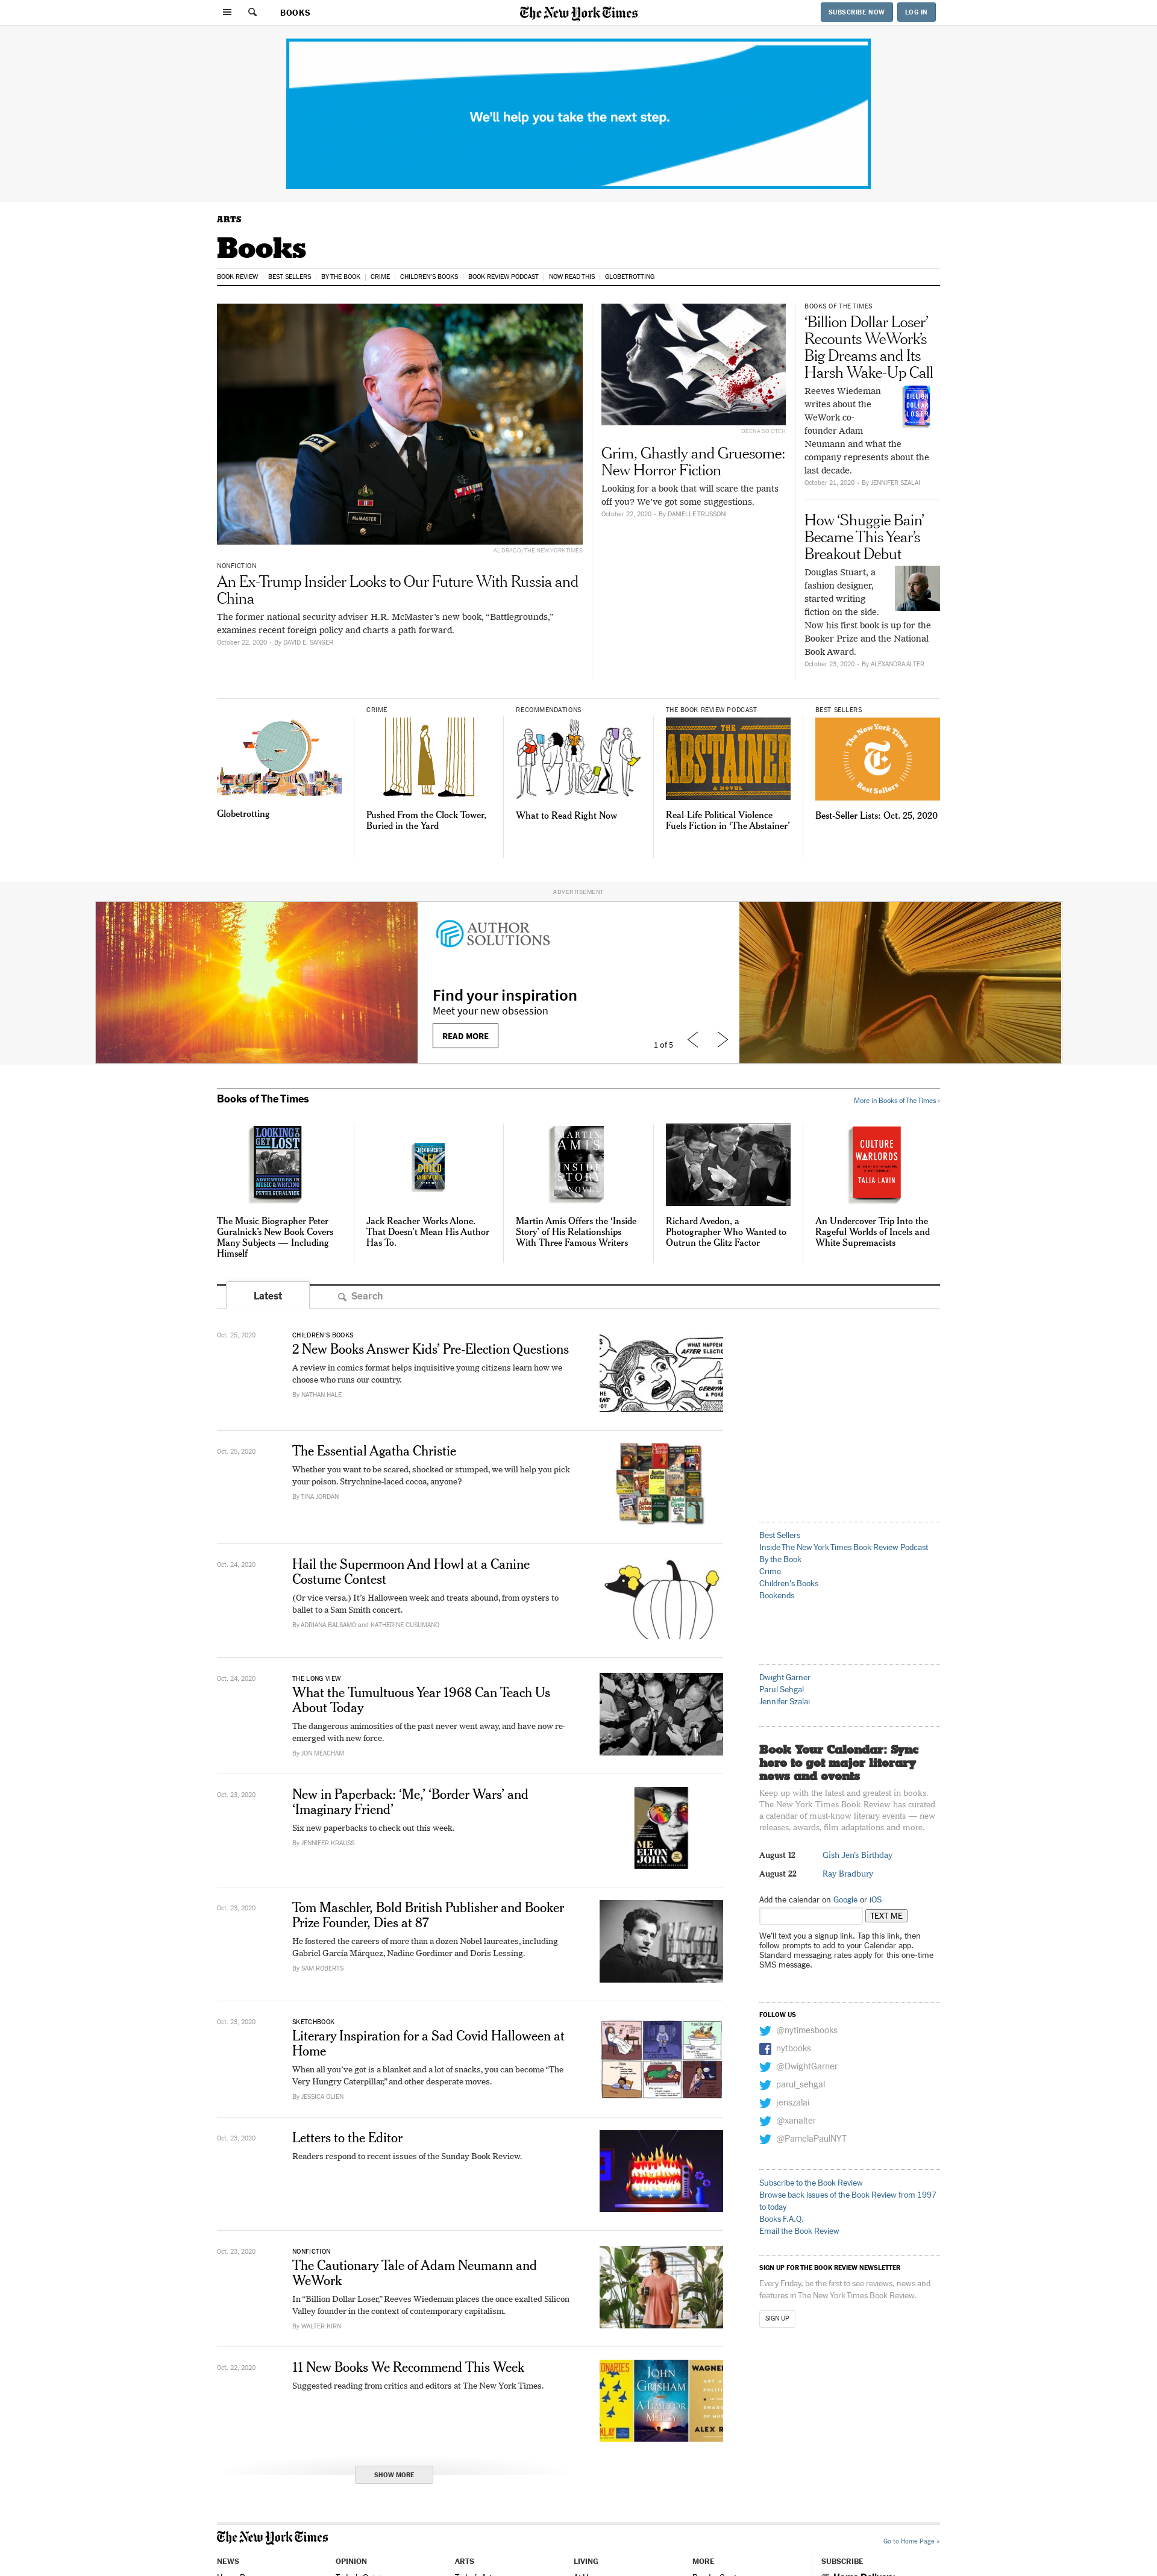 BOOKS
The New York Times
SUBSCRIBE NOW
LOG IN
We'll help you take the next step.
ARTS
Books
BOOK REVIEW
BEST SELLERS
BY THE BOOK
CRIME
CHILDREN'S BOOKS
BOOK REVIEW PODCAST
NOW READ THIS
GLOBETROTTING
McMASTER
AL DRAGO/THE NEW YORK TIMES
NONFICTION
An Ex-Trump Insider Looks to Our Future With Russia and
China
The former national security adviser H.R. McMaster's new book, “Battlegrounds,”
examines recent foreign policy and charts a path forward.
October 22, 2020 - By DAVID E. SANGER
DEENA SO OTEH
Grim, Ghastly and Gruesome:
New Horror Fiction
Looking for a book that will scare the pants
off you? We've got some suggestions.
October 22, 2020 - By DANIELLE TRUSSONI
BOOKS OF THE TIMES
‘Billion Dollar Loser’
Recounts WeWork's
Big Dreams and Its
Harsh Wake-Up Call
Reeves Wiedeman
writes about the
WeWork co-
founder Adam
Neumann and what the
company represents about the
last decade.
October 21, 2020 - By JENNIFER SZALAI
BILLION
DOLLAR
LOSER
How ‘Shuggie Bain’
Became This Year's
Breakout Debut
Douglas Stuart, a
fashion designer,
started writing
fiction on the side.
Now his first book is up for the
Booker Prize and the National
Book Award.
October 23, 2020 - By ALEXANDRA ALTER
Globetrotting
CRIME
Pushed From the Clock Tower,
Buried in the Yard
RECOMMENDATIONS
What to Read Right Now
THE BOOK REVIEW PODCAST
THE
ABSTAINER
A NOVEL
Real-Life Political Violence
Fuels Fiction in ‘The Abstainer’
BEST SELLERS
The New York Times
Best Sellers
Best-Seller Lists: Oct. 25, 2020
ADVERTISEMENT
AUTHOR
SOLUTIONS
Find your inspiration
Meet your new obsession
READ MORE
1 of 5
Books of The Times
More in Books of The Times ›
LOOKING TO
GET LOST
ADVENTURES IN
MUSIC & WRITING
PETER GURALNICK
The Music Biographer Peter
Guralnick's New Book Covers
Many Subjects — Including
Himself
JACK REACHER
LEE
CHILD
Jack Reacher Works Alone.
That Doesn't Mean His Author
Has To.
MARTIN
AMIS
INSIDE
STORY
A NOVEL
Martin Amis Offers the ‘Inside
Story’ of His Relationships
With Three Famous Writers
Richard Avedon, a
Photographer Who Wanted to
Outrun the Glitz Factor
CULTURE
WARLORDS
TALIA LAVIN
An Undercover Trip Into the
Rageful Worlds of Incels and
White Supremacists
Latest
Search
Oct. 25, 2020
CHILDREN'S BOOKS
2 New Books Answer Kids' Pre-Election Questions
A review in comics format helps inquisitive young citizens learn how we
choose who runs our country.
By NATHAN HALE
WHAT HAPPENS
AFTER ELECTION
Oct. 25, 2020
The Essential Agatha Christie
Whether you want to be scared, shocked or stumped, we will help you pick
your poison. Strychnine-laced cocoa, anyone?
By TINA JORDAN
Oct. 24, 2020
Hail the Supermoon And Howl at a Canine
Costume Contest
(Or vice versa.) It's Halloween week and treats abound, from oysters to
ballet to a Sam Smith concert.
By ADRIANA BALSAMO and KATHERINE CUSUMANO
Oct. 24, 2020
THE LONG VIEW
What the Tumultuous Year 1968 Can Teach Us
About Today
The dangerous animosities of the past never went away, and have now re-
emerged with new force.
By JON MEACHAM
Oct. 23, 2020
New in Paperback: ‘Me,’ ‘Border Wars’ and
‘Imaginary Friend’
Six new paperbacks to check out this week.
By JENNIFER KRAUSS
ME
ELTON
JOHN
Oct. 23, 2020
Tom Maschler, Bold British Publisher and Booker
Prize Founder, Dies at 87
He fostered the careers of more than a dozen Nobel laureates, including
Gabriel García Márquez, Nadine Gordimer and Doris Lessing.
By SAM ROBERTS
Oct. 23, 2020
SKETCHBOOK
Literary Inspiration for a Sad Covid Halloween at
Home
When all you've got is a blanket and a lot of snacks, you can become “The
Very Hungry Caterpillar,” and other desperate moves.
By JESSICA OLIEN
Oct. 23, 2020
Letters to the Editor
Readers respond to recent issues of the Sunday Book Review.
Oct. 23, 2020
NONFICTION
The Cautionary Tale of Adam Neumann and
WeWork
In “Billion Dollar Loser,” Reeves Wiedeman places the once exalted Silicon
Valley founder in the context of contemporary capitalism.
By WALTER KIRN
Oct. 22, 2020
11 New Books We Recommend This Week
Suggested reading from critics and editors at The New York Times.
JOHN
GRISHAM
A TIME FOR
MERCY
SHOW MORE
Best Sellers
Inside The New York Times Book Review Podcast
By the Book
Crime
Children's Books
Bookends
Dwight Garner
Parul Sehgal
Jennifer Szalai
Book Your Calendar: Sync
here to get major literary
news and events
Keep up with the latest and greatest in books.
The New York Times Book Review has curated
a calendar of must-know literary events — new
releases, awards, film adaptations and more.
August 12 Gish Jen's Birthday
August 22 Ray Bradbury
Add the calendar on Google or iOS
TEXT ME
We'll text you a signup link. Tap this link, then
follow prompts to add to your Calendar app.
Standard messaging rates apply for this one-time
SMS message.
FOLLOW US
@nytimesbooks
nytbooks
@DwightGarner
parul_sehgal
jenszalai
@xanalter
@PamelaPaulNYT
Subscribe to the Book Review
Browse back issues of the Book Review from 1997
to today
Books F.A.Q.
Email the Book Review
SIGN UP FOR THE BOOK REVIEW NEWSLETTER
Every Friday, be the first to see reviews, news and
features in The New York Times Book Review.
SIGN UP
The New York Times
Go to Home Page »
NEWS
OPINION
ARTS
LIVING
MORE
SUBSCRIBE